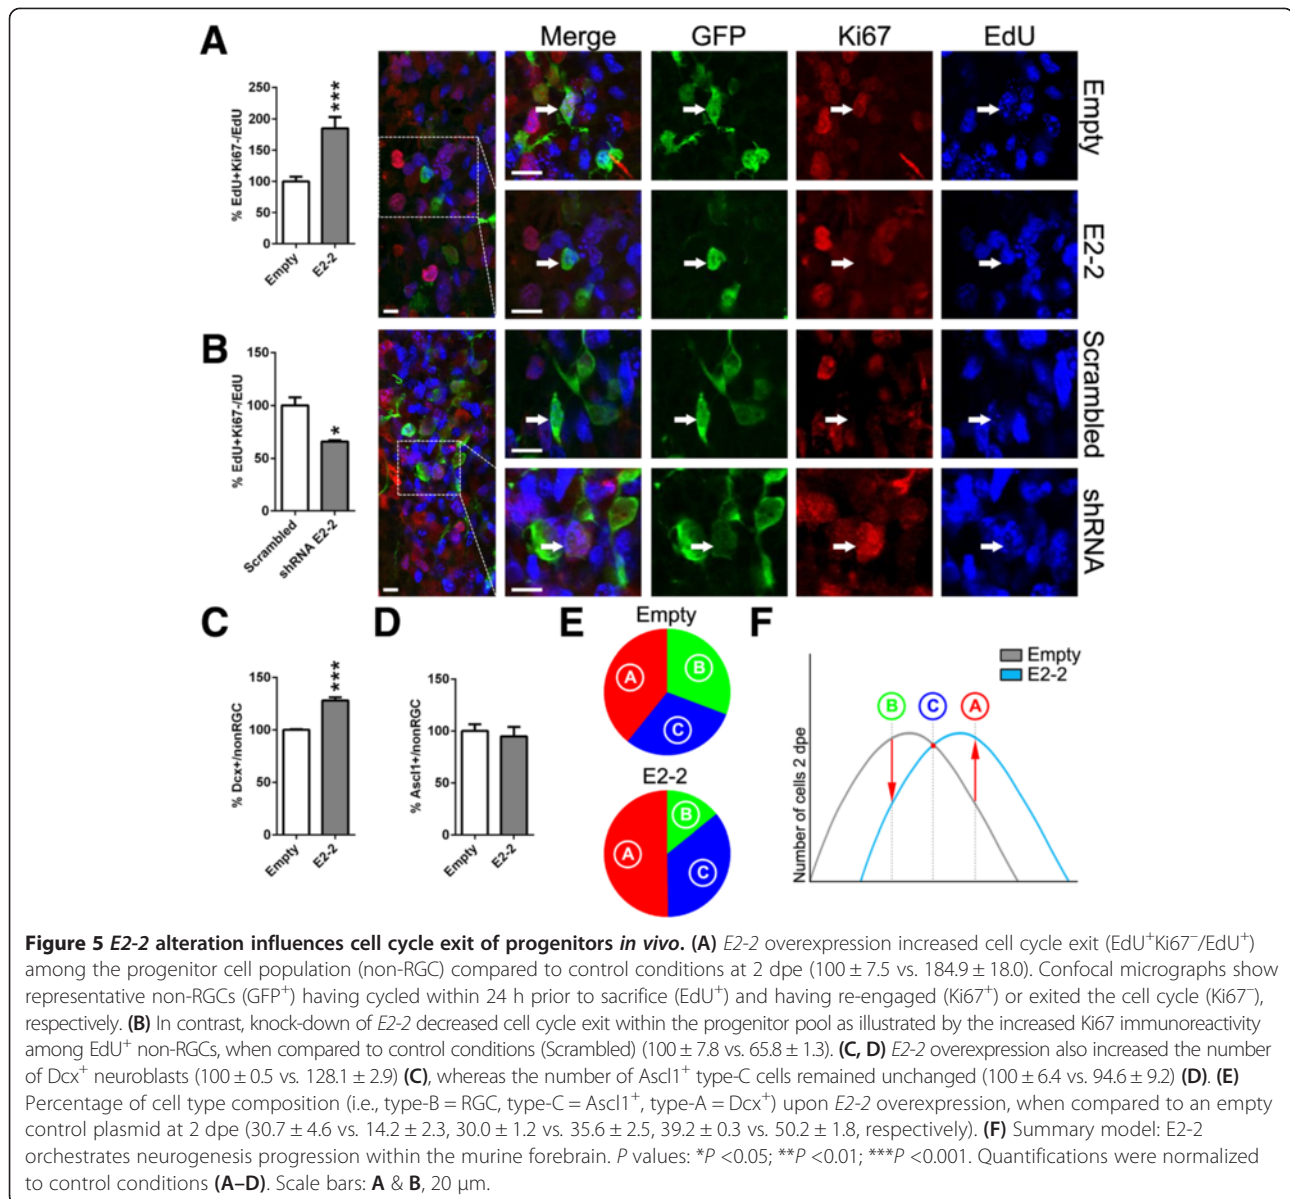 A
Merge GFP Ki67 EdU
% EdU+Ki67-/EdU
250
200
150
100
50
0
***
Empty
E2-2
Empty
E2-2
B
% EdU+Ki67-/EdU
150
100
50
0
*
Scrambled
shRNA E2-2
Scrambled
shRNA
C
% Dcx+/nonRGC
150
100
50
0
***
Empty
E2-2
D
% Ascl1+/nonRGC
150
100
50
0
Empty
E2-2
E
Empty
A
B
C
E2-2
A
B
C
F
Empty
E2-2
B C A
Number of cells 2 dpe
Figure 5 E2-2 alteration influences cell cycle exit of progenitors in vivo. (A) E2-2 overexpression increased cell cycle exit (EdU⁺Ki67⁻/EdU⁺)
among the progenitor cell population (non-RGC) compared to control conditions at 2 dpe (100 ± 7.5 vs. 184.9 ± 18.0). Confocal micrographs show
representative non-RGCs (GFP⁺) having cycled within 24 h prior to sacrifice (EdU⁺) and having re-engaged (Ki67⁺) or exited the cell cycle (Ki67⁻),
respectively. (B) In contrast, knock-down of E2-2 decreased cell cycle exit within the progenitor pool as illustrated by the increased Ki67 immunoreactivity
among EdU⁺ non-RGCs, when compared to control conditions (Scrambled) (100 ± 7.8 vs. 65.8 ± 1.3). (C, D) E2-2 overexpression also increased the number
of Dcx⁺ neuroblasts (100 ± 0.5 vs. 128.1 ± 2.9) (C), whereas the number of Ascl1⁺ type-C cells remained unchanged (100 ± 6.4 vs. 94.6 ± 9.2) (D). (E)
Percentage of cell type composition (i.e., type-B = RGC, type-C = Ascl1⁺, type-A = Dcx⁺) upon E2-2 overexpression, when compared to an empty
control plasmid at 2 dpe (30.7 ± 4.6 vs. 14.2 ± 2.3, 30.0 ± 1.2 vs. 35.6 ± 2.5, 39.2 ± 0.3 vs. 50.2 ± 1.8, respectively). (F) Summary model: E2-2
orchestrates neurogenesis progression within the murine forebrain. P values: *P <0.05; **P <0.01; ***P <0.001. Quantifications were normalized
to control conditions (A–D). Scale bars: A & B, 20 μm.